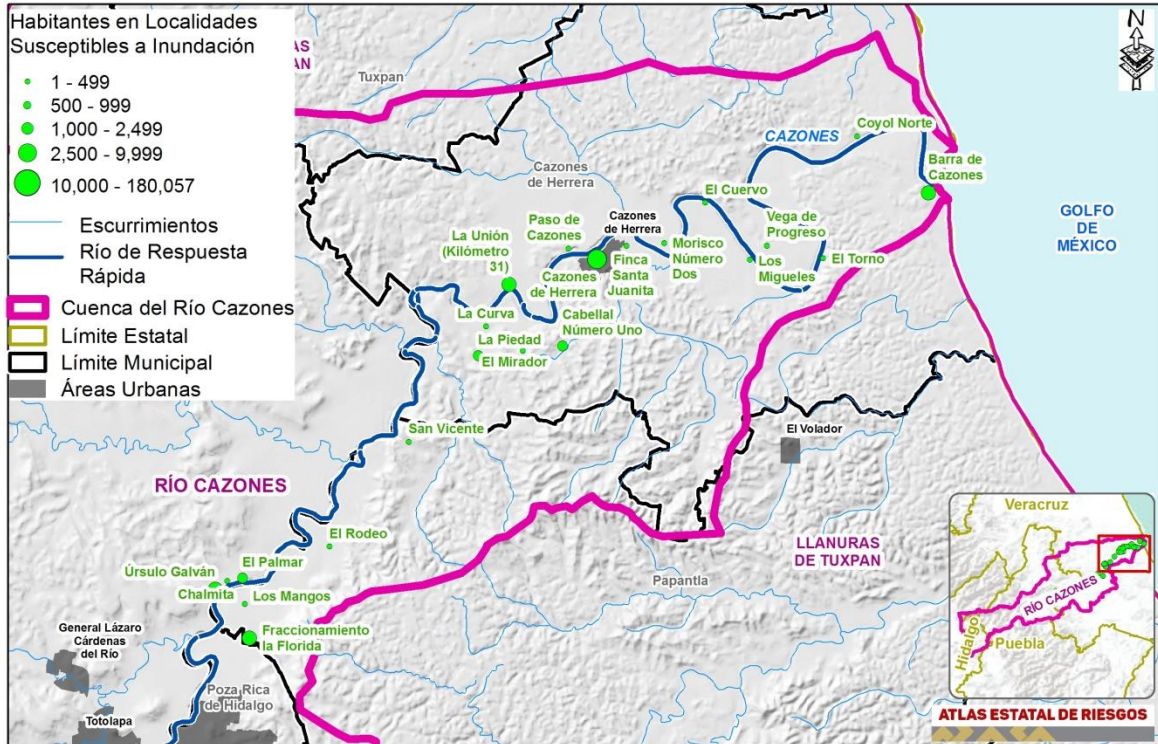 Habitantes en Localidades
Susceptibles a Inundación
1 - 499
500 - 999
1,000 - 2,499
2,500 - 9,999
10,000 - 180,057
Escurrimientos
Río de Respuesta
Rápida
Cuenca del Río Cazones
Límite Estatal
Límite Municipal
Áreas Urbanas
AS
PAN
Tuxpan
N
CAZONES
Coyol Norte
Barra de
Cazones
GOLFO
DE
MÉXICO
Cazones
de Herrera
El Cuervo
Paso de
Cazones
Cazones
de Herrera
Vega de
Progreso
La Unión
(Kilómetro
31)
Morisco
Número
Dos
Finca
Santa
Juanita
Los
Migueles
El Torno
Cazones
de Herrera
La Curva
Cabellal
Número Uno
La Piedad
El Mirador
San Vicente
El Volador
RÍO CAZONES
El Rodeo
LLANURAS
DE TUXPAN
Papantla
Úrsulo Galván
El Palmar
Chalmita
Los Mangos
Fraccionamiento
la Florida
General Lázaro
Cárdenas
del Río
Poza Rica
de Hidalgo
Totolapa
Veracruz
RÍO CAZONES
Hidalgo
Puebla
ATLAS ESTATAL DE RIESGOS